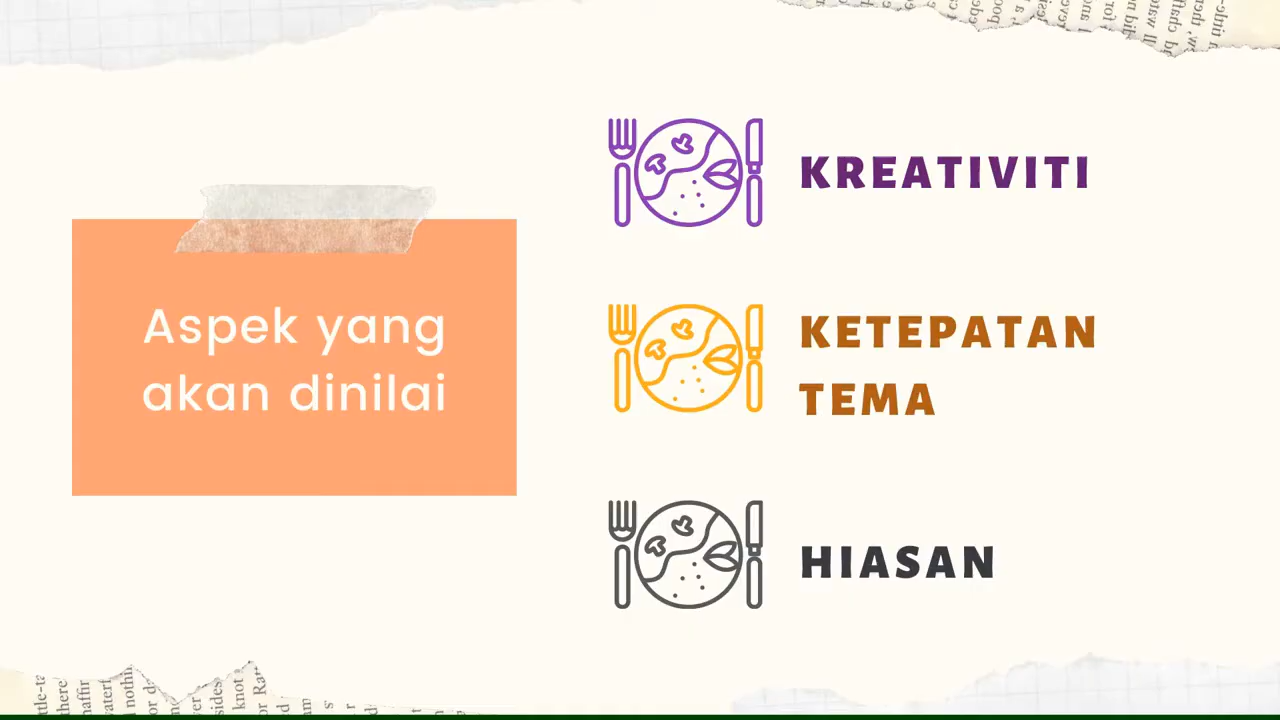 Aspek yang
akan dinilai
KREATIVITI
KETEPATAN
TEMA
HIASAN